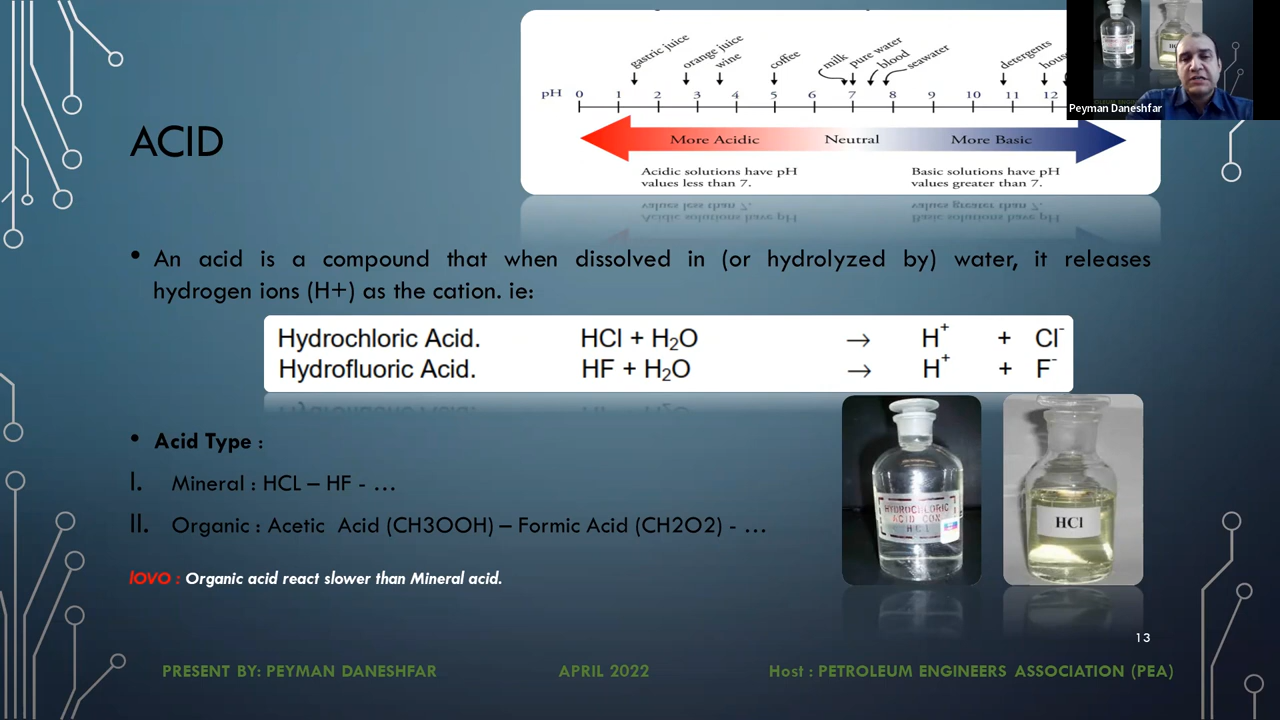 gastric juice
orange juice
wine
coffee
milk
pure water
blood
seawater
detergents
pH 0 1 2 3 4 5 6 7 8 9 10 11 12
More Acidic Neutral More Basic
Acidic solutions have pH
values less than 7.
Basic solutions have pH
values greater than 7.
Peyman Daneshfar
ACID
• An acid is a compound that when dissolved in (or hydrolyzed by) water, it releases
hydrogen ions (H+) as the cation. ie:
Hydrochloric Acid. HCl + H₂O → H⁺ + Cl⁻
Hydrofluoric Acid. HF + H₂O → H⁺ + F⁻
• Acid Type :
I. Mineral : HCL – HF - …
II. Organic : Acetic Acid (CH3OOH) – Formic Acid (CH2O2) - …
IOVO : Organic acid react slower than Mineral acid.
HYDROCHLORIC
ACID CON
HCl
HCl
13
PRESENT BY: PEYMAN DANESHFAR APRIL 2022 Host : PETROLEUM ENGINEERS ASSOCIATION (PEA)